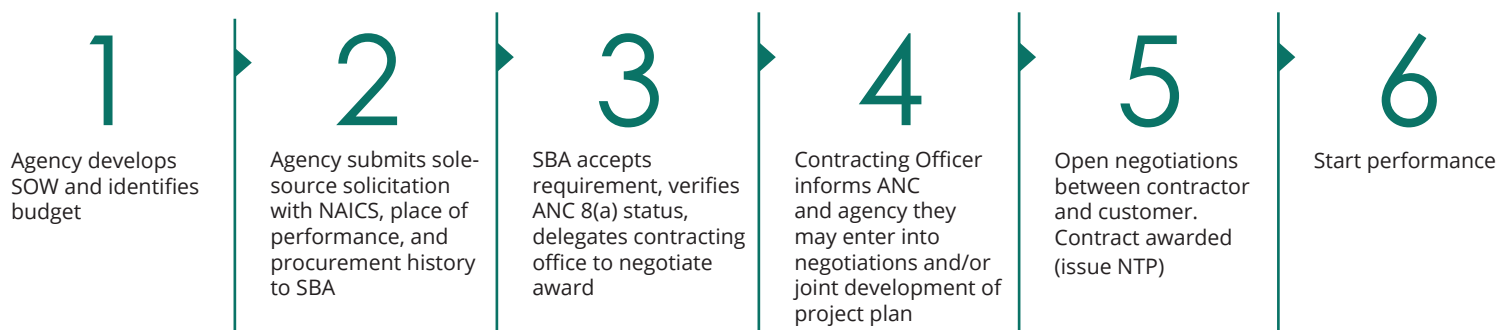 1
Agency develops
SOW and identifies
budget
2
Agency submits sole-
source solicitation
with NAICS, place of
performance, and
procurement history
to SBA
3
SBA accepts
requirement, verifies
ANC 8(a) status,
delegates contracting
office to negotiate
award
4
Contracting Officer
informs ANC
and agency they
may enter into
negotiations and/or
joint development of
project plan
5
Open negotiations
between contractor
and customer.
Contract awarded
(issue NTP)
6
Start performance